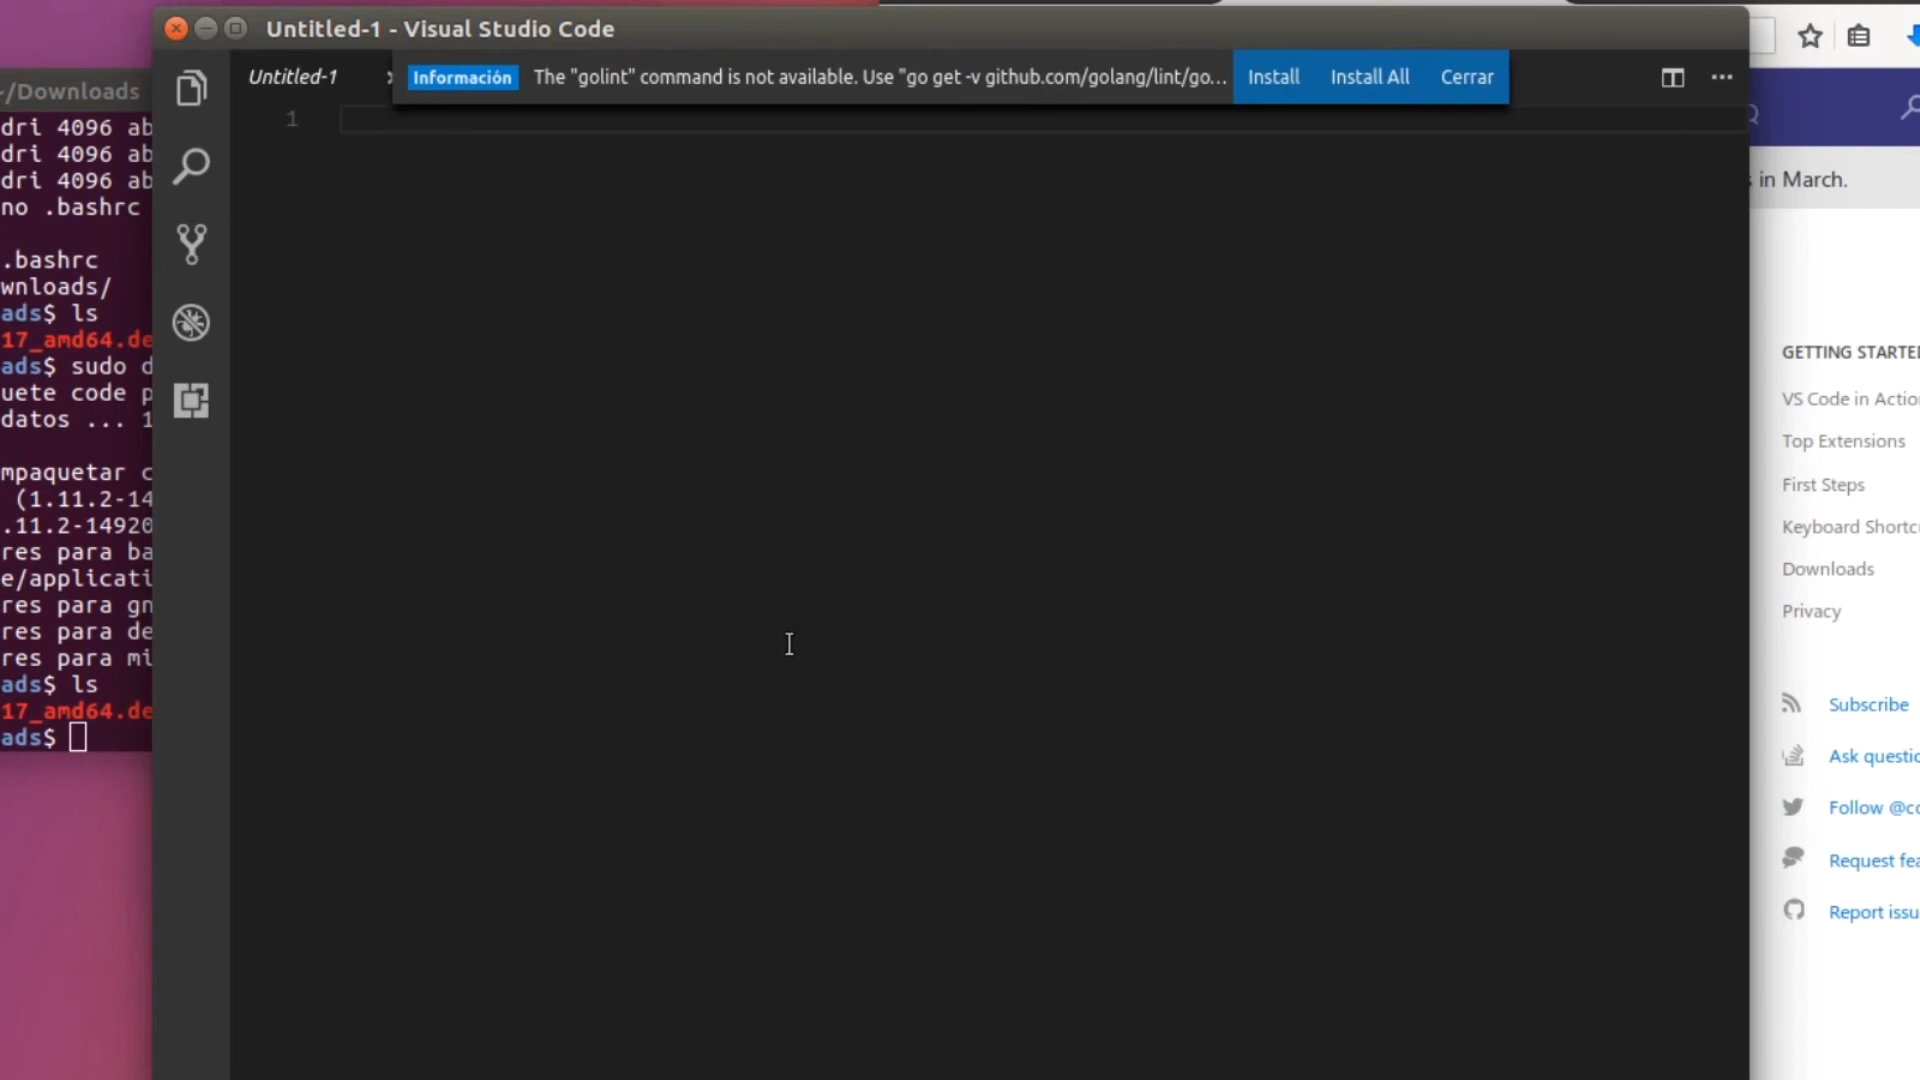 Untitled-1 - Visual Studio Code
Untitled-1
Información The "golint" command is not available. Use "go get -v github.com/golang/lint/go... Install Install All Cerrar
1
~/Downloads
dri 4096 ab
dri 4096 ab
dri 4096 ab
no .bashrc
.bashrc
wnloads/
ads$ ls
17_amd64.de
ads$ sudo d
uete code p
datos ... 1
mpaquetar c
(1.11.2-14
.11.2-14920
res para ba
e/applicati
res para gn
res para de
res para mi
ads$ ls
17_amd64.de
ads$
in March.
GETTING STARTED
VS Code in Actio
Top Extensions
First Steps
Keyboard Shortc
Downloads
Privacy
Subscribe
Ask questio
Follow @co
Request fea
Report issu